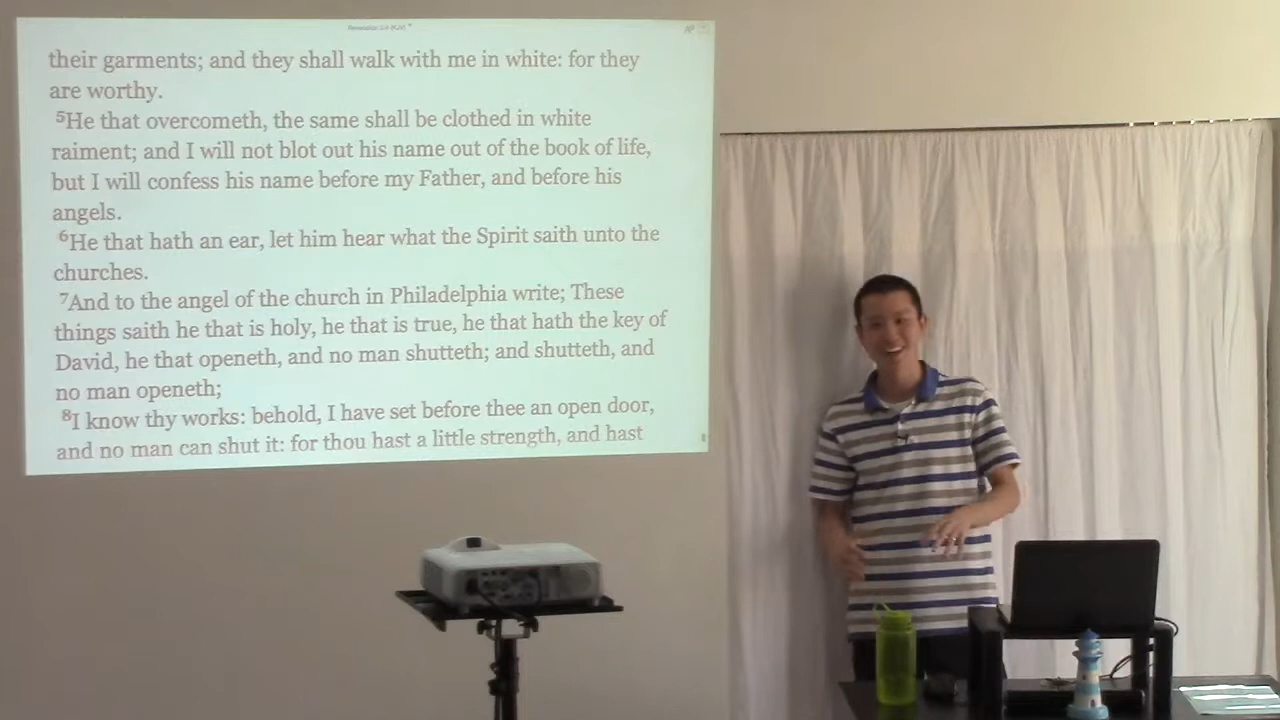 their garments; and they shall walk with me in white: for they
are worthy.
5He that overcometh, the same shall be clothed in white
raiment; and I will not blot out his name out of the book of life,
but I will confess his name before my Father, and before his
angels.
6He that hath an ear, let him hear what the Spirit saith unto the
churches.
7And to the angel of the church in Philadelphia write; These
things saith he that is holy, he that is true, he that hath the key of
David, he that openeth, and no man shutteth; and shutteth, and
no man openeth;
8I know thy works: behold, I have set before thee an open door,
and no man can shut it: for thou hast a little strength, and hast